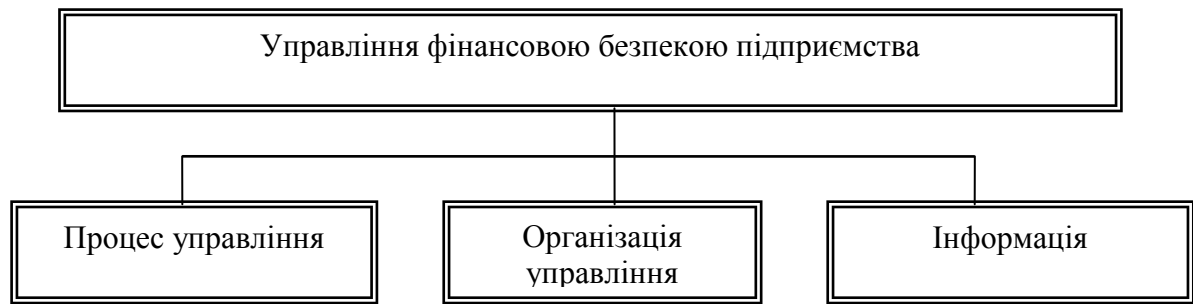 Управління фінансовою безпекою підприємства
Процес управління
Організація
управління
Інформація